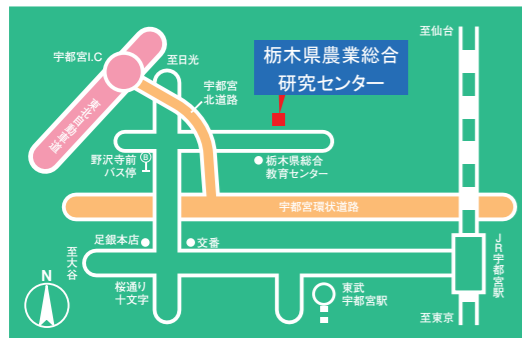 宇都宮I.C
至日光
宇都宮
北道路
東北自動車道
栃木県農業総合
研究センター
至仙台
野沢寺前
バス停
B
栃木県総合
教育センター
宇都宮環状道路
足銀本店
交番
至大谷
桜通り
十文字
東武
宇都宮駅
JR宇都宮駅
至東京
N